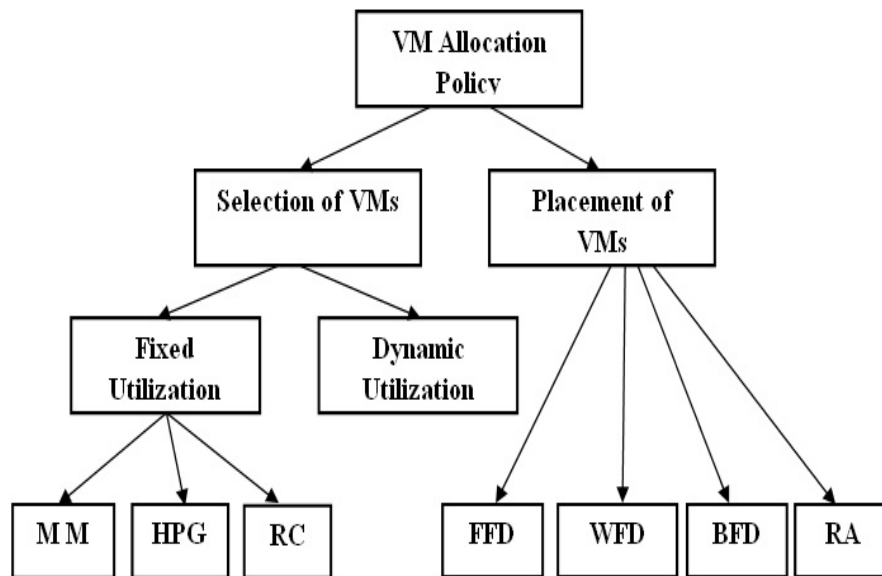 VM Allocation
Policy
Selection of VMs
Placement of
VMs
Fixed
Utilization
Dynamic
Utilization
M M
HPG
RC
FFD
WFD
BFD
RA